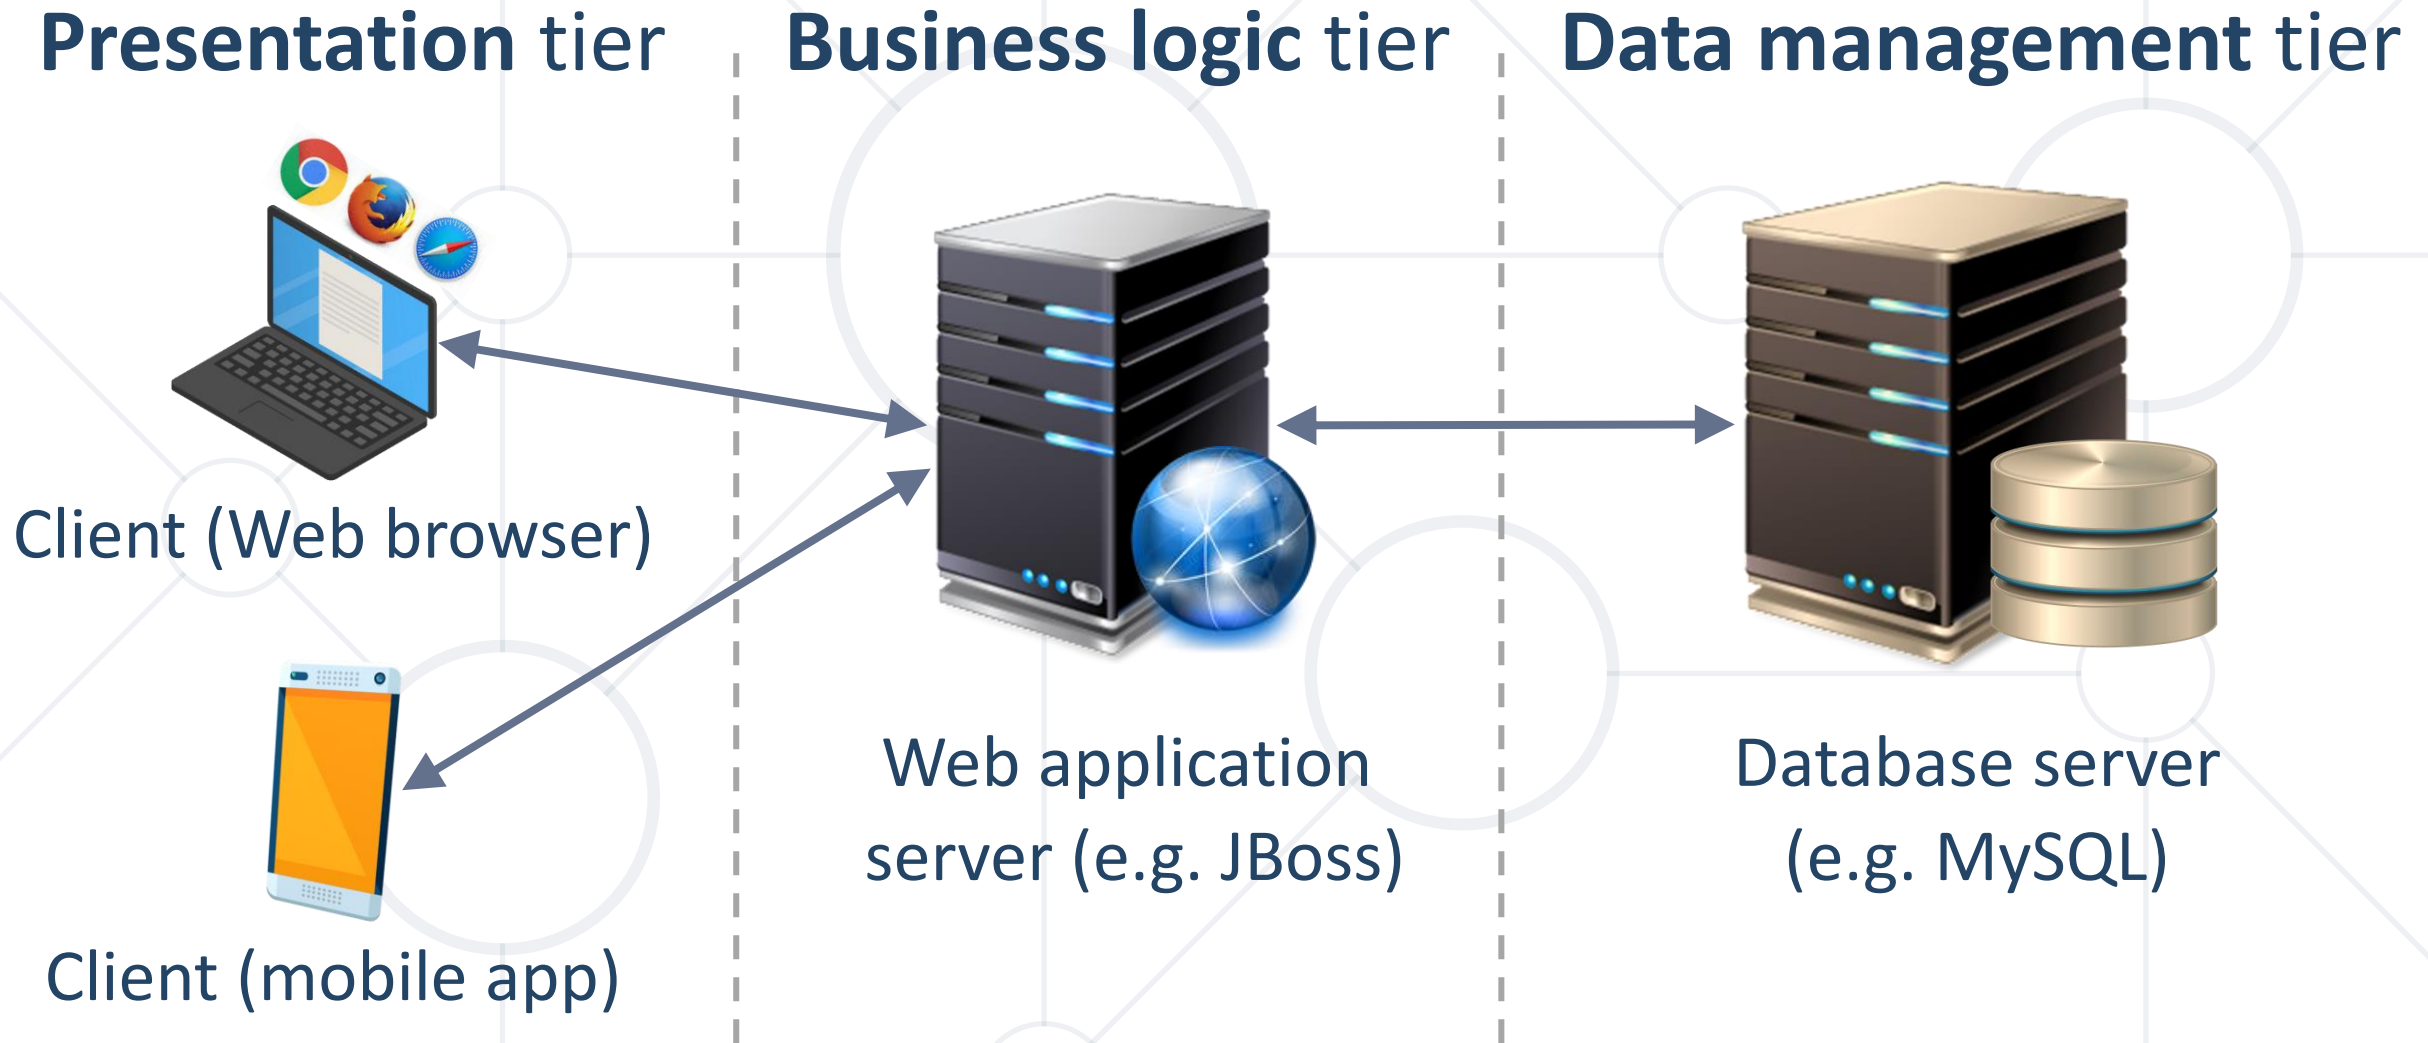 Presentation tier
Business logic tier
Data management tier
Client (Web browser)
Client (mobile app)
Web application
server (e.g. JBoss)
Database server
(e.g. MySQL)